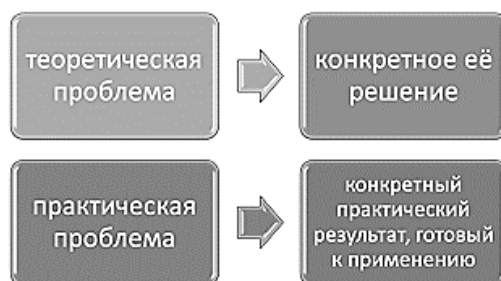 теоретическая
проблема
конкретное её
решение
практическая
проблема
конкретный
практический
результат, готовый
к применению